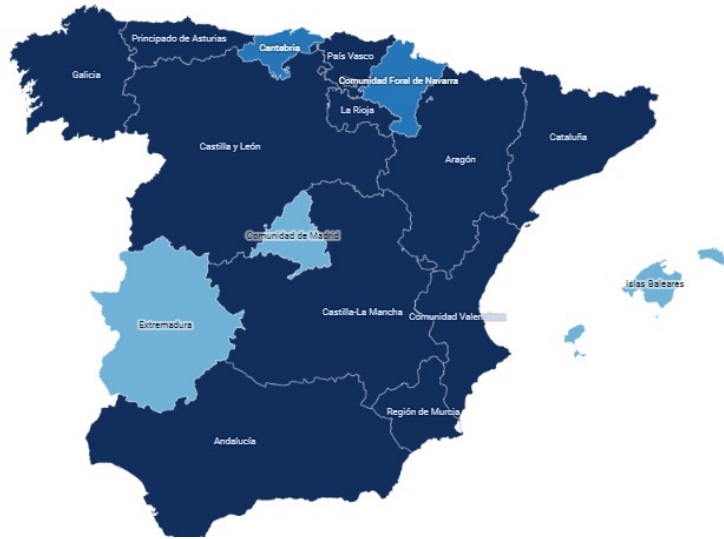 Principado de Asturias
Cantabria
País Vasco
Galicia
Comunidad Foral de Navarra
La Rioja
Cataluña
Castilla y León
Aragón
Comunidad de Madrid
Islas Baleares
Castilla-La Mancha
Comunidad Valenciana
Extremadura
Región de Murcia
Andalucía